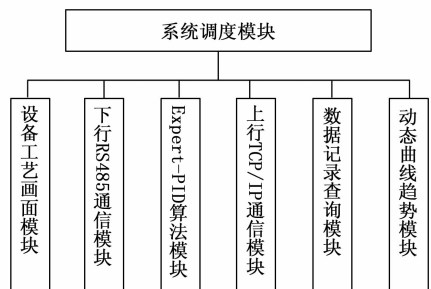 系统调度模块
设备工艺画面模块
下行RS485通信模块
Expert-PID算法模块
上行TCP/IP通信模块
数据记录查询模块
动态曲线趋势模块